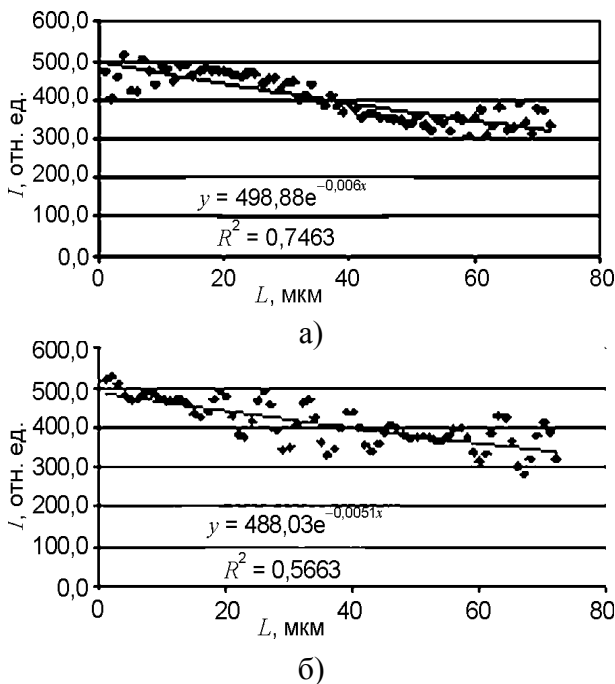 600,0
500,0
400,0
300,0
200,0
100,0
0,0
I, отн. ед.
y = 498,88e^−0,006x
R² = 0,7463
0 20 40 60 80
L, мкм
а)
600,0
500,0
400,0
300,0
200,0
100,0
0,0
I, отн. ед.
y = 488,03e^−0,0051x
R² = 0,5663
0 20 40 60 80
L, мкм
б)